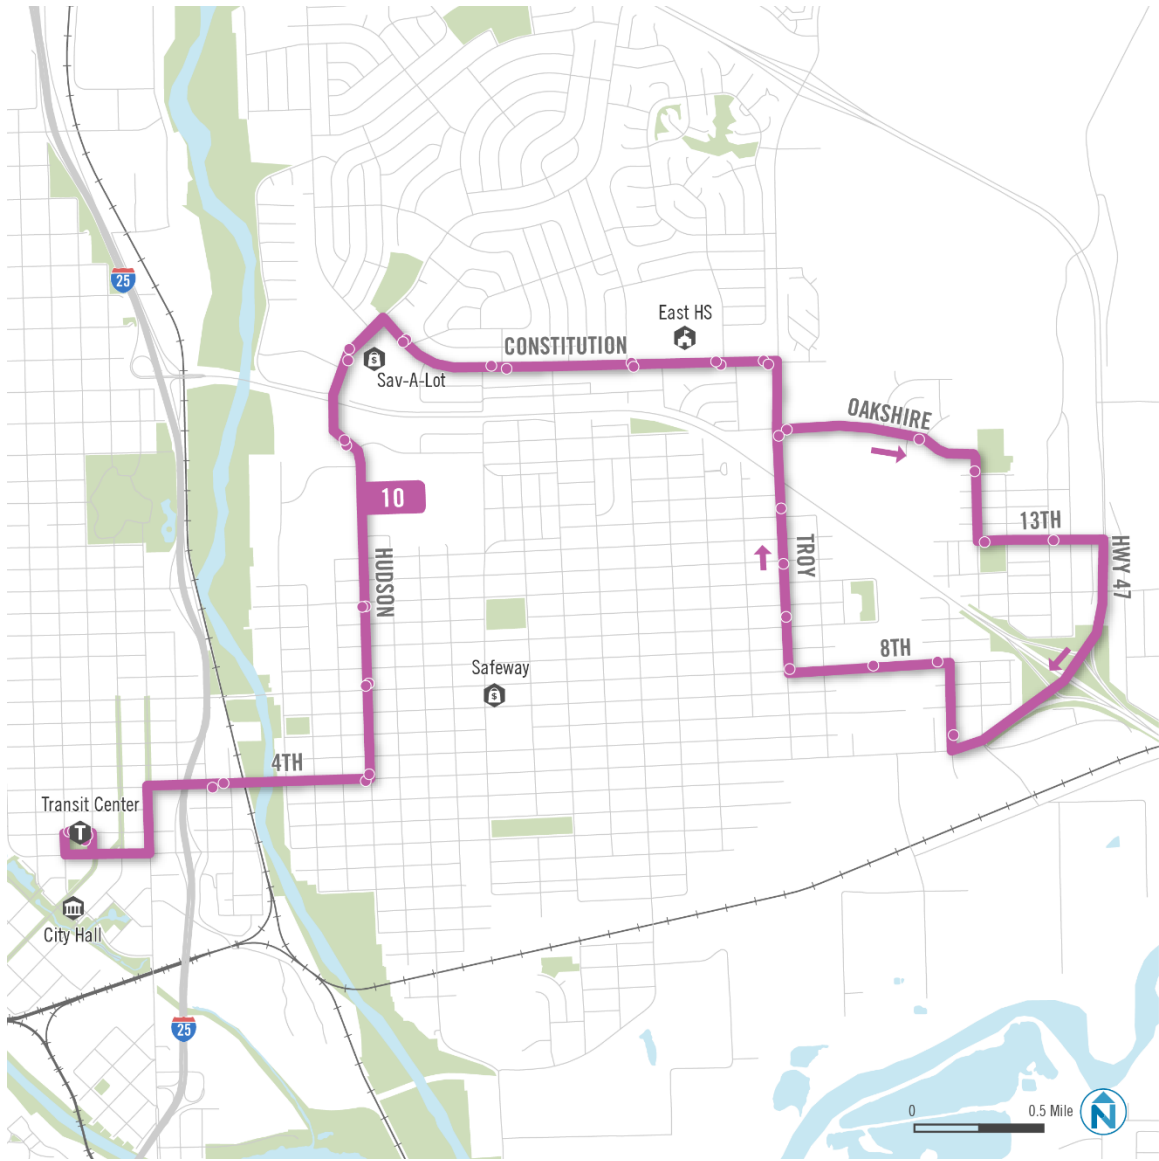 25
East HS
CONSTITUTION
Sav-A-Lot
OAKSHIRE
10
13TH
HWY 47
HUDSON
TROY
8TH
Safeway
4TH
Transit Center
T
City Hall
25
0
0.5 Mile
N